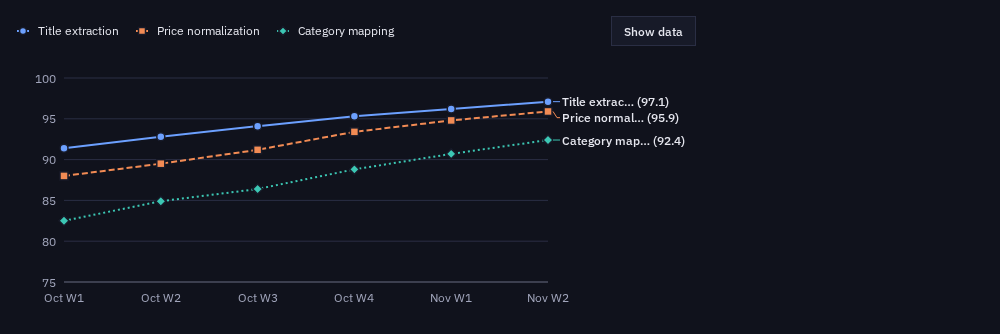 Title extraction Price normalization Category mapping
Show data
100
95
90
85
80
75
Title extrac... (97.1)
Price normal... (95.9)
Category map... (92.4)
Oct W1 Oct W2 Oct W3 Oct W4 Nov W1 Nov W2